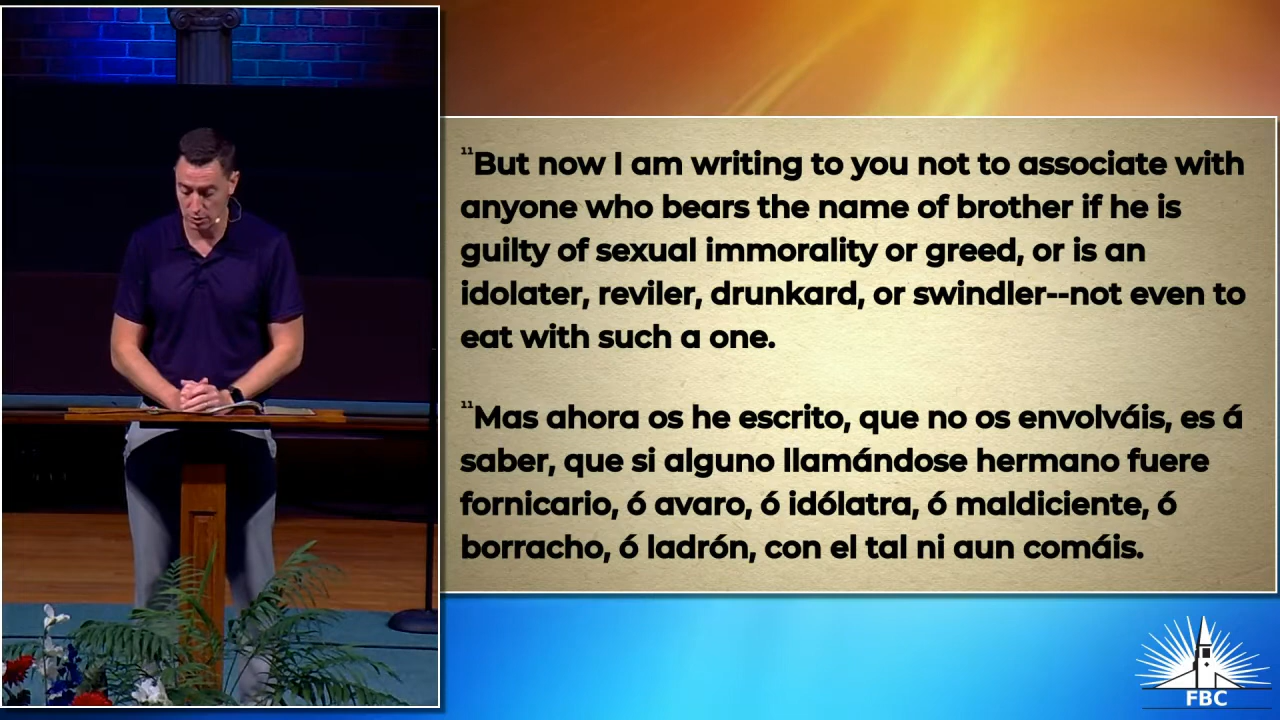 ¹¹But now I am writing to you not to associate with
anyone who bears the name of brother if he is
guilty of sexual immorality or greed, or is an
idolater, reviler, drunkard, or swindler--not even to
eat with such a one.
¹¹Mas ahora os he escrito, que no os envolváis, es á
saber, que si alguno llamándose hermano fuere
fornicario, ó avaro, ó idólatra, ó maldiciente, ó
borracho, ó ladrón, con el tal ni aun comáis.
FBC